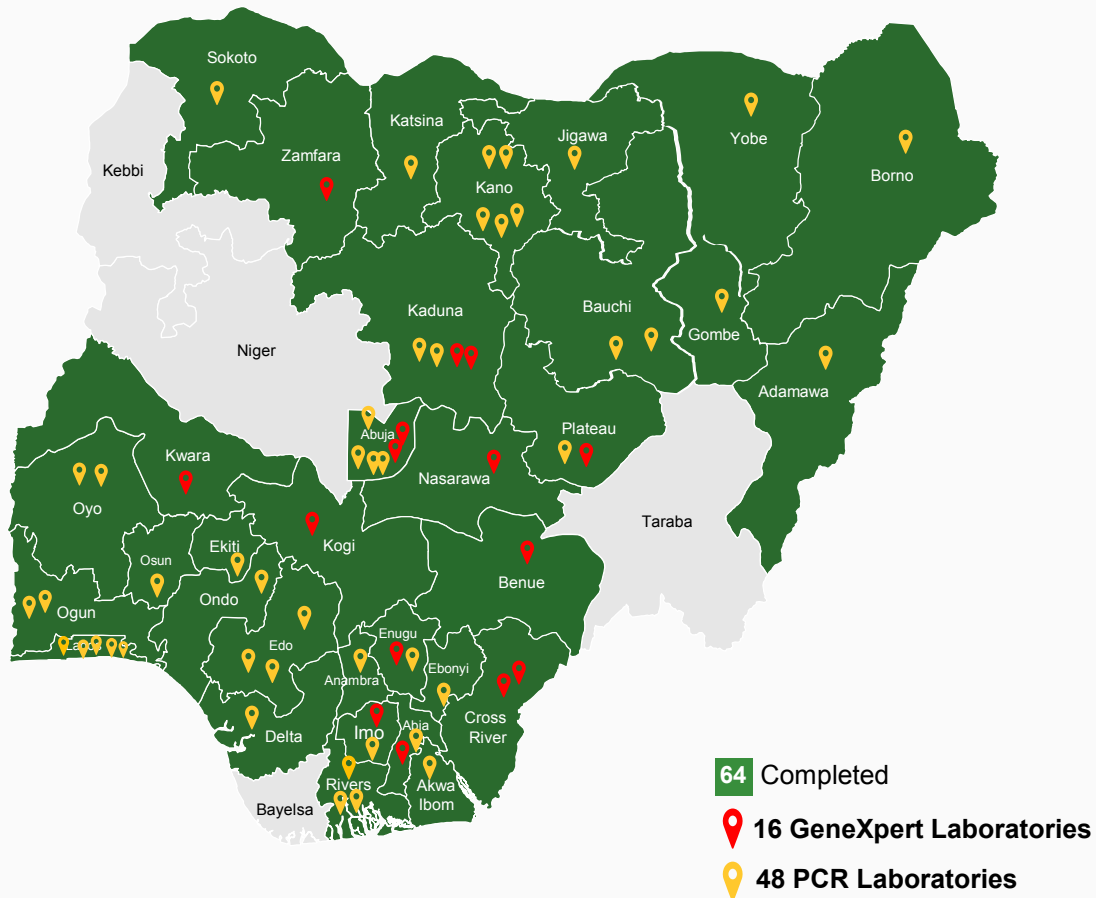 Sokoto
Katsina
Jigawa
Yobe
Zamfara
Kebbi
Borno
Kano
Kaduna
Bauchi
Gombe
Niger
Adamawa
Plateau
Abuja
Kwara
Nasarawa
Oyo
Taraba
Kogi
Ekiti
Osun
Benue
Ondo
Ogun
Enugu
Lagos
Edo
Ebonyi
Anambra
Cross
River
Abia
Imo
Delta
Rivers
Akwa
Ibom
Bayelsa
64 Completed
16 GeneXpert Laboratories
48 PCR Laboratories